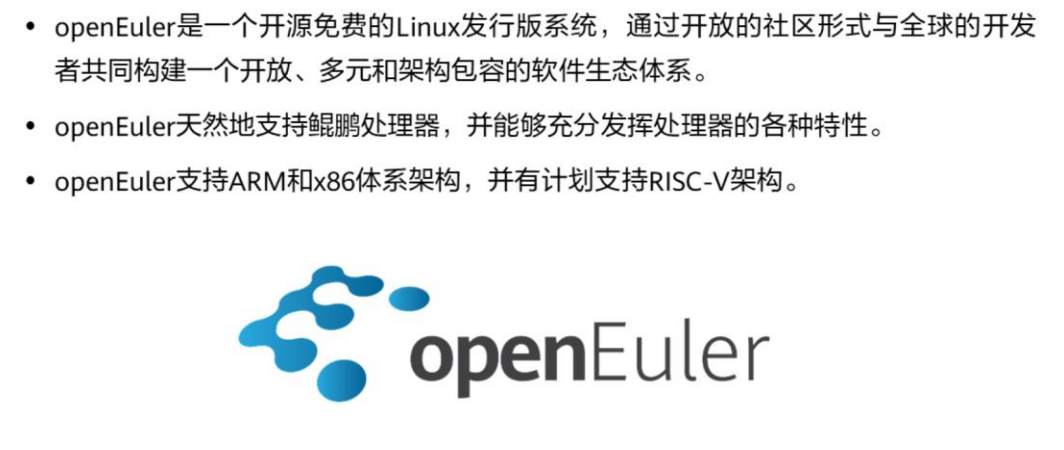 • openEuler是一个开源免费的Linux发行版系统，通过开放的社区形式与全球的开发
者共同构建一个开放、多元和架构包容的软件生态体系。
• openEuler天然地支持鲲鹏处理器，并能够充分发挥处理器的各种特性。
• openEuler支持ARM和x86体系架构，并有计划支持RISC-V架构。
openEuler